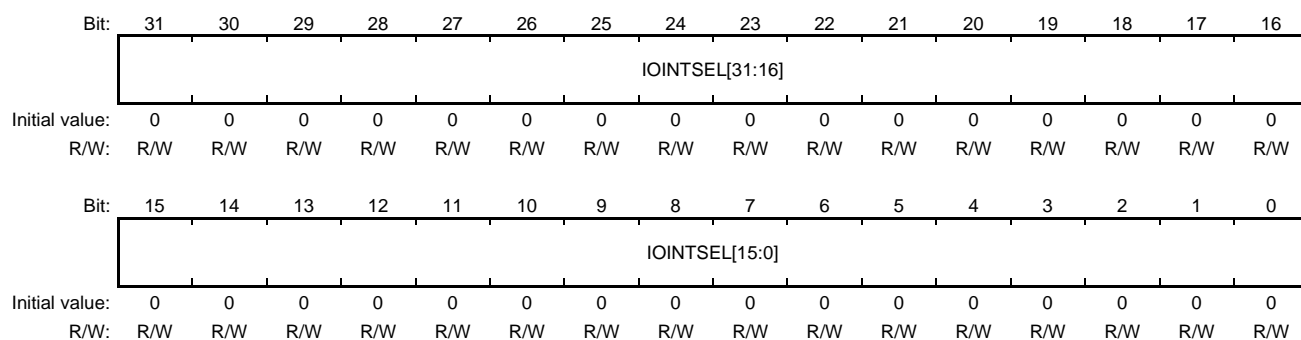 Bit: 31 30 29 28 27 26 25 24 23 22 21 20 19 18 17 16
IOINTSEL[31:16]
Initial value: 0 0 0 0 0 0 0 0 0 0 0 0 0 0 0 0
R/W: R/W R/W R/W R/W R/W R/W R/W R/W R/W R/W R/W R/W R/W R/W R/W R/W
Bit: 15 14 13 12 11 10 9 8 7 6 5 4 3 2 1 0
IOINTSEL[15:0]
Initial value: 0 0 0 0 0 0 0 0 0 0 0 0 0 0 0 0
R/W: R/W R/W R/W R/W R/W R/W R/W R/W R/W R/W R/W R/W R/W R/W R/W R/W